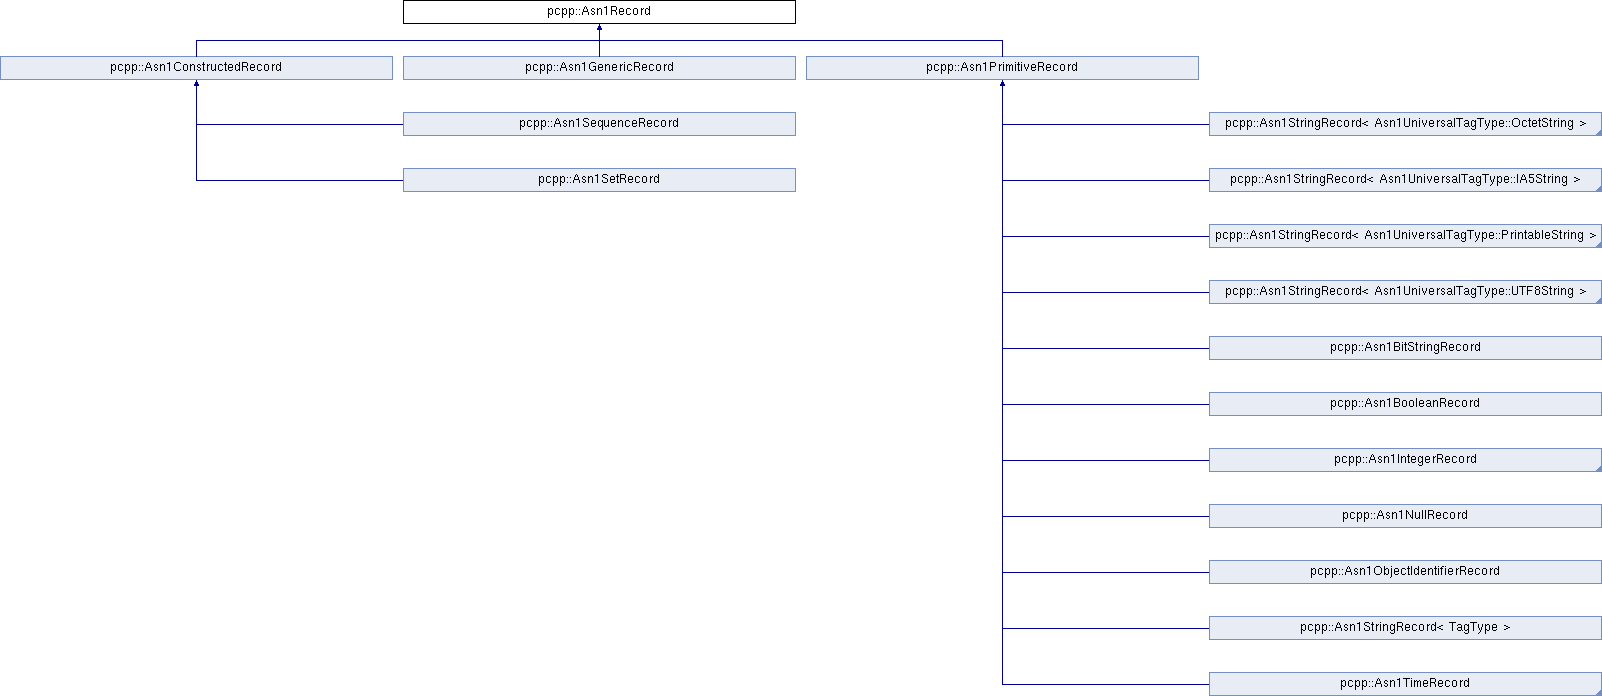 pcpp::Asn1Record
pcpp::Asn1ConstructedRecord
pcpp::Asn1GenericRecord
pcpp::Asn1PrimitiveRecord
pcpp::Asn1SequenceRecord
pcpp::Asn1StringRecord< Asn1UniversalTagType::OctetString >
pcpp::Asn1SetRecord
pcpp::Asn1StringRecord< Asn1UniversalTagType::IA5String >
pcpp::Asn1StringRecord< Asn1UniversalTagType::PrintableString >
pcpp::Asn1StringRecord< Asn1UniversalTagType::UTF8String >
pcpp::Asn1BitStringRecord
pcpp::Asn1BooleanRecord
pcpp::Asn1IntegerRecord
pcpp::Asn1NullRecord
pcpp::Asn1ObjectIdentifierRecord
pcpp::Asn1StringRecord< TagType >
pcpp::Asn1TimeRecord